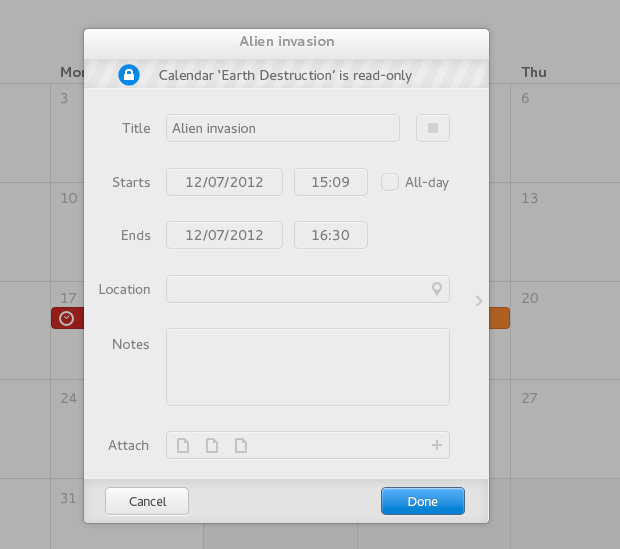 Alien invasion
Mo
Thu
Calendar ‘Earth Destruction’ is read-only
3
6
Title
Alien invasion
Starts
12/07/2012
15:09
All-day
10
13
Ends
12/07/2012
16:30
Location
17
20
Notes
24
27
Attach
31
Cancel
Done